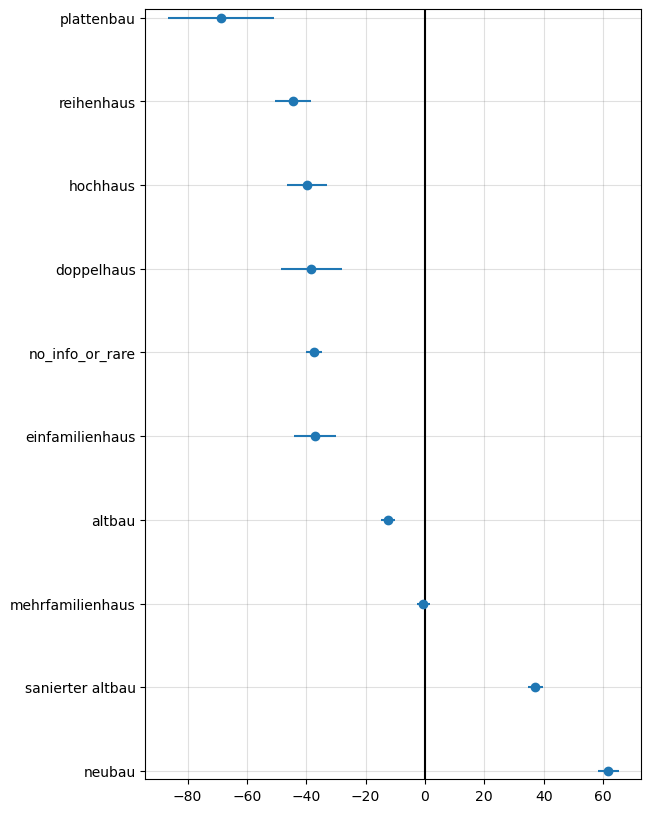 plattenbau
reihenhaus
hochhaus
doppelhaus
no_info_or_rare
einfamilienhaus
altbau
mehrfamilienhaus
sanierter altbau
neubau
−80 −60 −40 −20 0 20 40 60